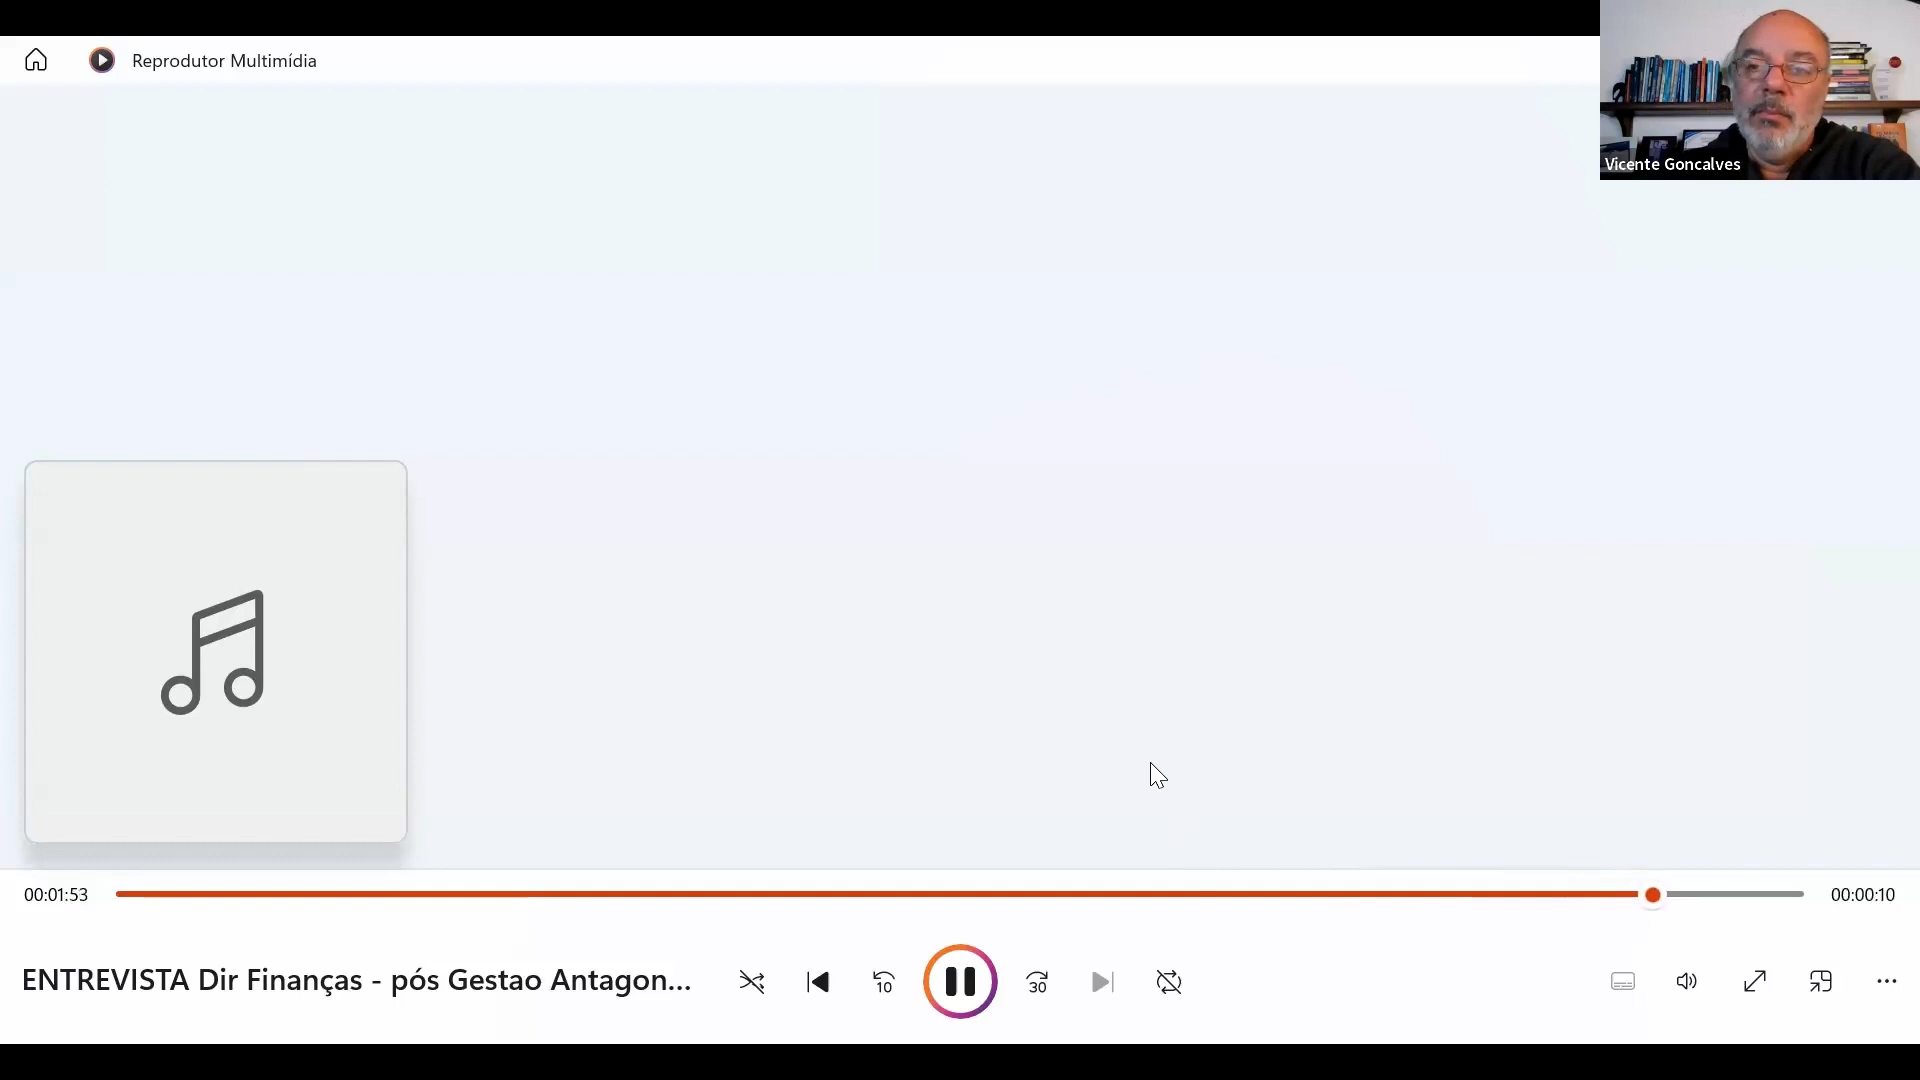 Reprodutor Multimídia
Vicente Goncalves
00:01:53
00:00:10
ENTREVISTA Dir Finanças - pós Gestao Antagon...
10
30